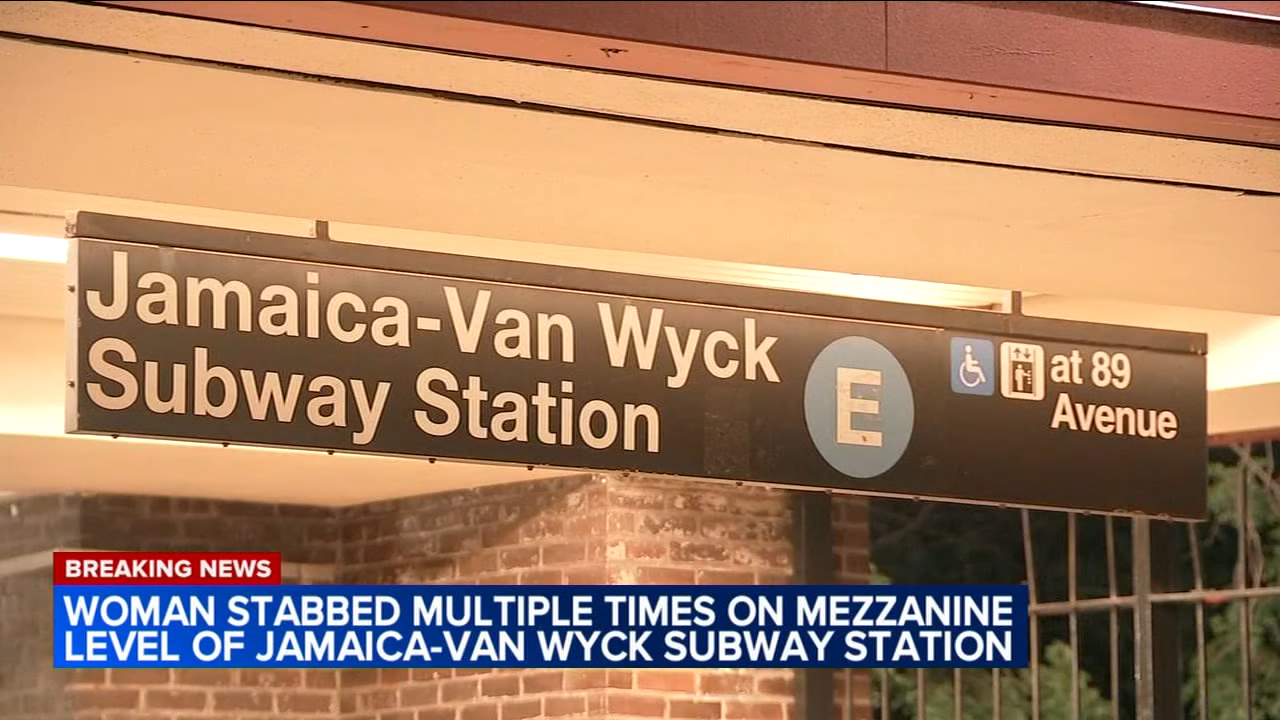 Jamaica-Van Wyck
Subway Station
E
at 89
Avenue
BREAKING NEWS
WOMAN STABBED MULTIPLE TIMES ON MEZZANINE
LEVEL OF JAMAICA-VAN WYCK SUBWAY STATION